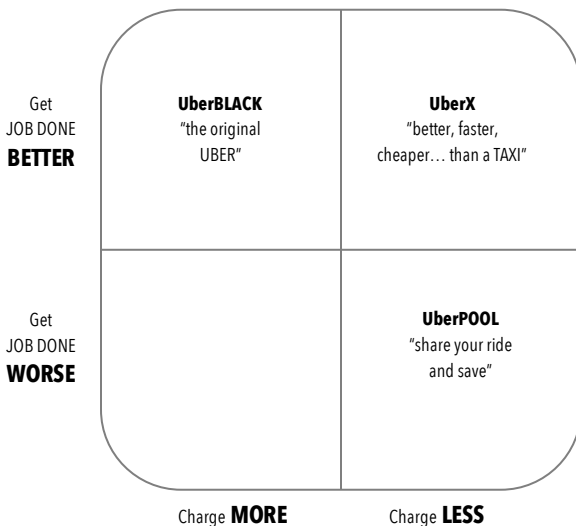 Get
JOB DONE
BETTER
UberBLACK
“the original
UBER”
UberX
“better, faster,
cheaper… than a TAXI”
Get
JOB DONE
WORSE
UberPOOL
“share your ride
and save”
Charge MORE
Charge LESS